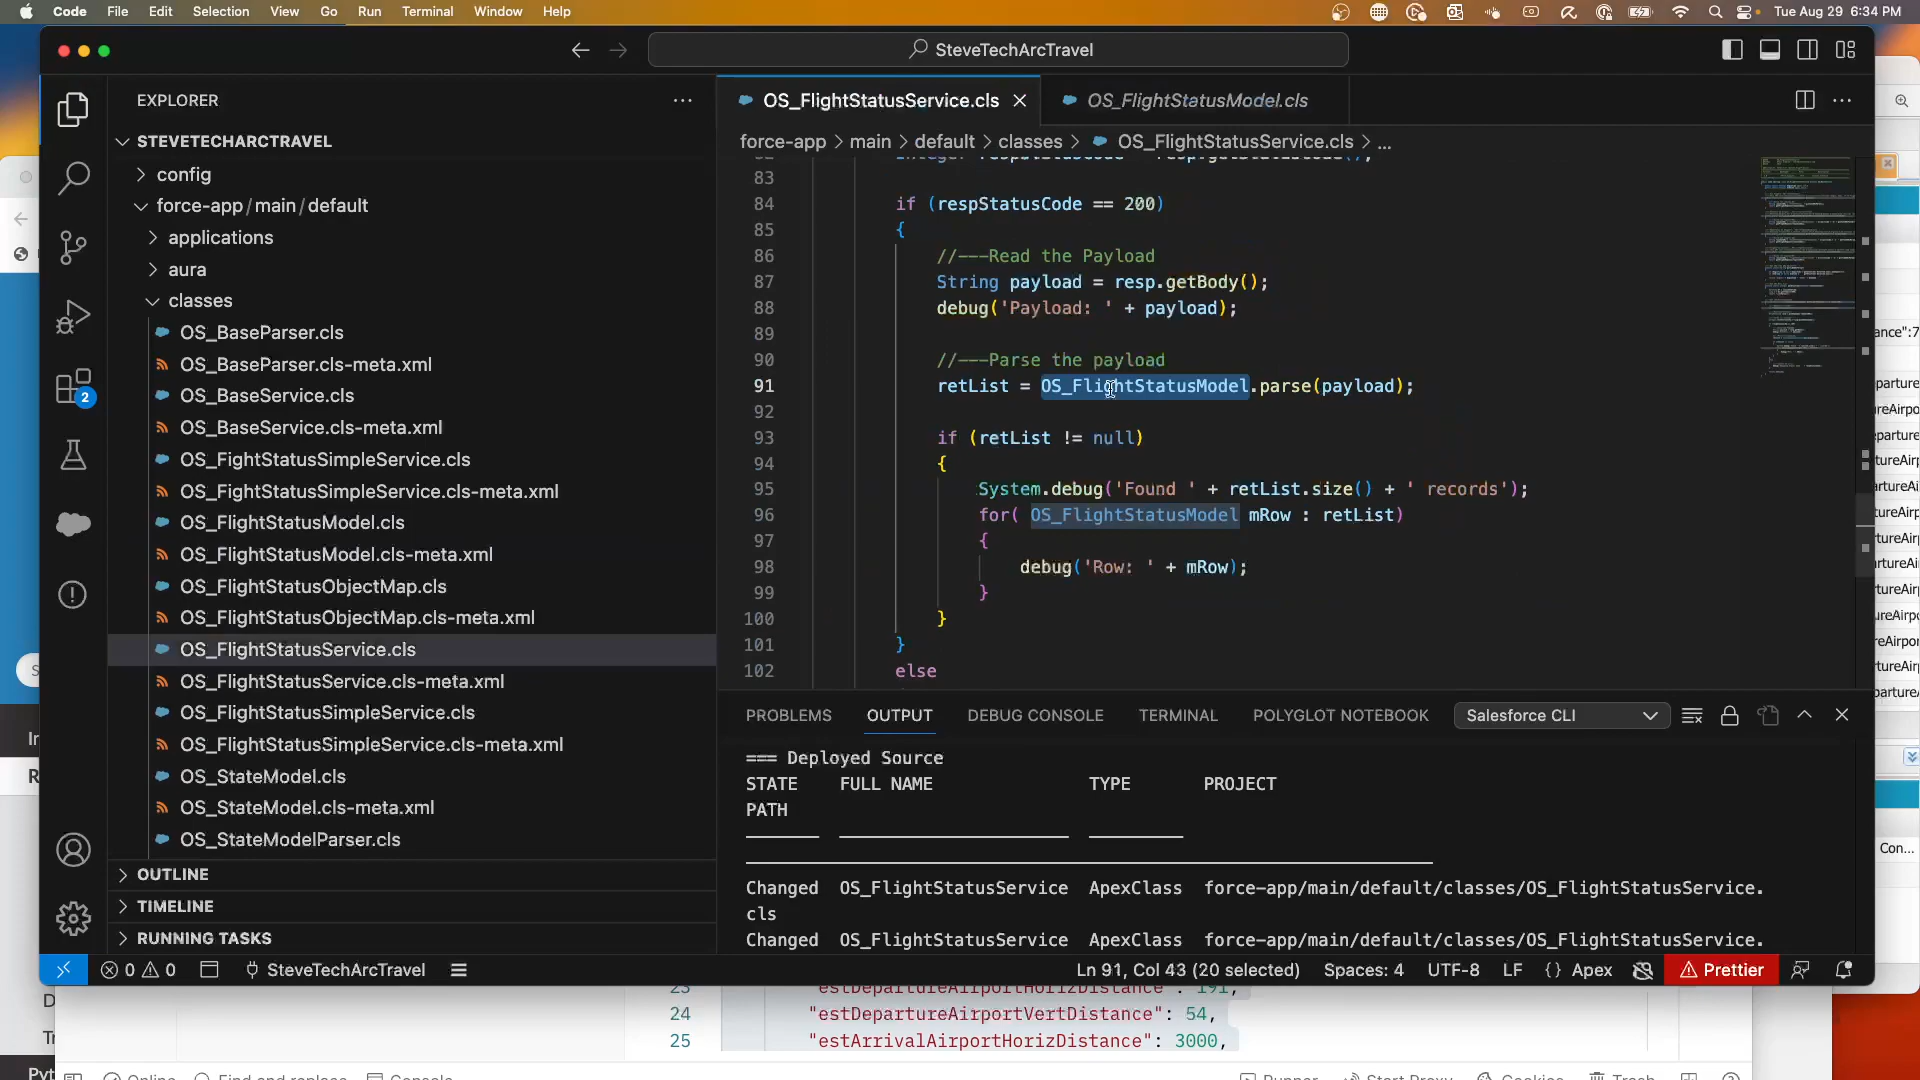 Code File Edit Selection View Go Run Terminal Window Help Tue Aug 29 6:34 PM
SteveTechArcTravel
EXPLORER
STEVETECHARCTRAVEL
config
force-app/main/default
applications
aura
classes
OS_BaseParser.cls
OS_BaseParser.cls-meta.xml
OS_BaseService.cls
OS_BaseService.cls-meta.xml
OS_FightStatusSimpleService.cls
OS_FightStatusSimpleService.cls-meta.xml
OS_FlightStatusModel.cls
OS_FlightStatusModel.cls-meta.xml
OS_FlightStatusObjectMap.cls
OS_FlightStatusObjectMap.cls-meta.xml
OS_FlightStatusService.cls
OS_FlightStatusService.cls-meta.xml
OS_FlightStatusSimpleService.cls
OS_FlightStatusSimpleService.cls-meta.xml
OS_StateModel.cls
OS_StateModel.cls-meta.xml
OS_StateModelParser.cls
OUTLINE
TIMELINE
RUNNING TASKS
2
OS_FlightStatusService.cls OS_FlightStatusModel.cls
force-app > main > default > classes > OS_FlightStatusService.cls > ...
83
84 if (respStatusCode == 200)
85 {
86 //---Read the Payload
87 String payload = resp.getBody();
88 debug('Payload: ' + payload);
89
90 //---Parse the payload
91 retList = OS_FlightStatusModel.parse(payload);
92
93 if (retList != null)
94 {
95 System.debug('Found ' + retList.size() + ' records');
96 for( OS_FlightStatusModel mRow : retList)
97 {
98 debug('Row: ' + mRow);
99 }
100 }
101 }
102 else
PROBLEMS OUTPUT DEBUG CONSOLE TERMINAL POLYGLOT NOTEBOOK Salesforce CLI
=== Deployed Source
STATE FULL NAME TYPE PROJECT
PATH
Changed OS_FlightStatusService ApexClass force-app/main/default/classes/OS_FlightStatusService.
cls
Changed OS_FlightStatusService ApexClass force-app/main/default/classes/OS_FlightStatusService.
0 0 SteveTechArcTravel Ln 91, Col 43 (20 selected) Spaces: 4 UTF-8 LF {} Apex Prettier
24 "estDepartureAirportVertDistance": 54,
25 "estArrivalAirportHorizDistance": 3000,
Con...